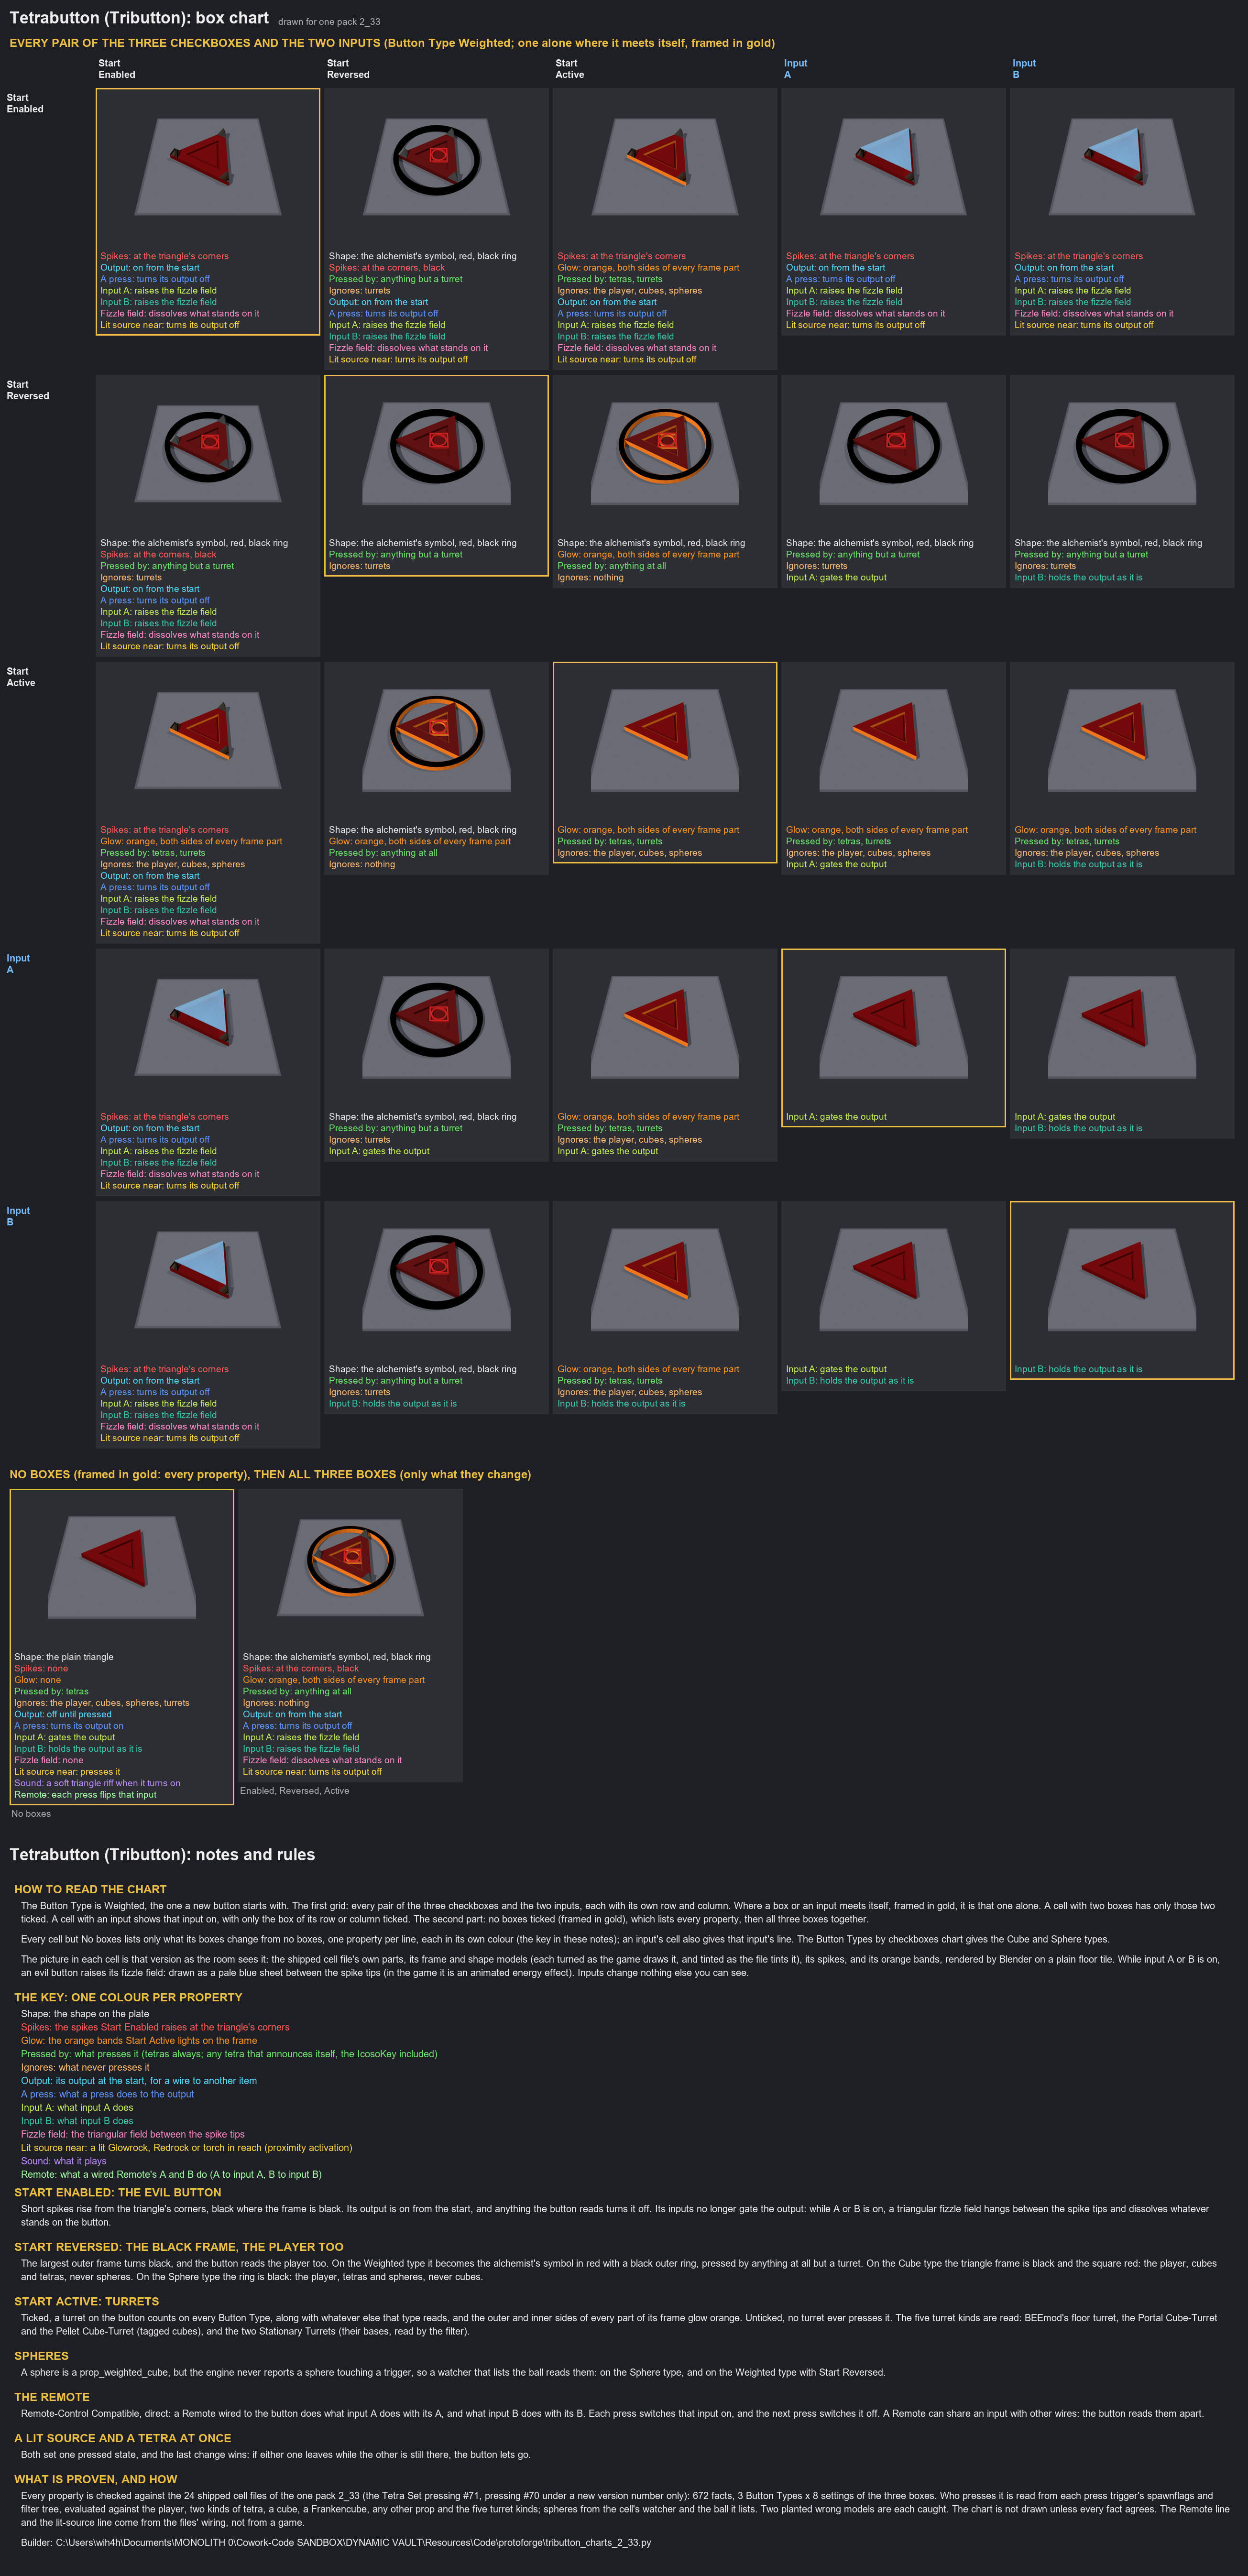 Tetrabutton (Tributton): box chart drawn for one pack 2_33
EVERY PAIR OF THE THREE CHECKBOXES AND THE TWO INPUTS (Button Type Weighted; one alone where it meets itself, framed in gold)
Start
Enabled
Start
Reversed
Start
Active
Input
A
Input
B
Start
Enabled
Spikes: at the triangle's corners
Output: on from the start
A press: turns its output off
Input A: raises the fizzle field
Input B: raises the fizzle field
Fizzle field: dissolves what stands on it
Lit source near: turns its output off
Shape: the alchemist's symbol, red, black ring
Spikes: at the corners, black
Pressed by: anything but a turret
Ignores: turrets
Output: on from the start
A press: turns its output off
Input A: raises the fizzle field
Input B: raises the fizzle field
Fizzle field: dissolves what stands on it
Lit source near: turns its output off
Spikes: at the triangle's corners
Glow: orange, both sides of every frame part
Pressed by: tetras, turrets
Ignores: the player, cubes, spheres
Output: on from the start
A press: turns its output off
Input A: raises the fizzle field
Input B: raises the fizzle field
Fizzle field: dissolves what stands on it
Lit source near: turns its output off
Spikes: at the triangle's corners
Output: on from the start
A press: turns its output off
Input A: raises the fizzle field
Input B: raises the fizzle field
Fizzle field: dissolves what stands on it
Lit source near: turns its output off
Spikes: at the triangle's corners
Output: on from the start
A press: turns its output off
Input A: raises the fizzle field
Input B: raises the fizzle field
Fizzle field: dissolves what stands on it
Lit source near: turns its output off
Start
Reversed
Shape: the alchemist's symbol, red, black ring
Spikes: at the corners, black
Pressed by: anything but a turret
Ignores: turrets
Output: on from the start
A press: turns its output off
Input A: raises the fizzle field
Input B: raises the fizzle field
Fizzle field: dissolves what stands on it
Lit source near: turns its output off
Shape: the alchemist's symbol, red, black ring
Pressed by: anything but a turret
Ignores: turrets
Shape: the alchemist's symbol, red, black ring
Glow: orange, both sides of every frame part
Pressed by: anything at all
Ignores: nothing
Shape: the alchemist's symbol, red, black ring
Pressed by: anything but a turret
Ignores: turrets
Input A: gates the output
Shape: the alchemist's symbol, red, black ring
Pressed by: anything but a turret
Ignores: turrets
Input B: holds the output as it is
Start
Active
Spikes: at the triangle's corners
Glow: orange, both sides of every frame part
Pressed by: tetras, turrets
Ignores: the player, cubes, spheres
Output: on from the start
A press: turns its output off
Input A: raises the fizzle field
Input B: raises the fizzle field
Fizzle field: dissolves what stands on it
Lit source near: turns its output off
Shape: the alchemist's symbol, red, black ring
Glow: orange, both sides of every frame part
Pressed by: anything at all
Ignores: nothing
Glow: orange, both sides of every frame part
Pressed by: tetras, turrets
Ignores: the player, cubes, spheres
Glow: orange, both sides of every frame part
Pressed by: tetras, turrets
Ignores: the player, cubes, spheres
Input A: gates the output
Glow: orange, both sides of every frame part
Pressed by: tetras, turrets
Ignores: the player, cubes, spheres
Input B: holds the output as it is
Input
A
Spikes: at the triangle's corners
Output: on from the start
A press: turns its output off
Input A: raises the fizzle field
Input B: raises the fizzle field
Fizzle field: dissolves what stands on it
Lit source near: turns its output off
Shape: the alchemist's symbol, red, black ring
Pressed by: anything but a turret
Ignores: turrets
Input A: gates the output
Glow: orange, both sides of every frame part
Pressed by: tetras, turrets
Ignores: the player, cubes, spheres
Input A: gates the output
Input A: gates the output
Input A: gates the output
Input B: holds the output as it is
Input
B
Spikes: at the triangle's corners
Output: on from the start
A press: turns its output off
Input A: raises the fizzle field
Input B: raises the fizzle field
Fizzle field: dissolves what stands on it
Lit source near: turns its output off
Shape: the alchemist's symbol, red, black ring
Pressed by: anything but a turret
Ignores: turrets
Input B: holds the output as it is
Glow: orange, both sides of every frame part
Pressed by: tetras, turrets
Ignores: the player, cubes, spheres
Input B: holds the output as it is
Input A: gates the output
Input B: holds the output as it is
Input B: holds the output as it is
NO BOXES (framed in gold: every property), THEN ALL THREE BOXES (only what they change)
Shape: the plain triangle
Spikes: none
Glow: none
Pressed by: tetras
Ignores: the player, cubes, spheres, turrets
Output: off until pressed
A press: turns its output on
Input A: gates the output
Input B: holds the output as it is
Fizzle field: none
Lit source near: presses it
Sound: a soft triangle riff when it turns on
Remote: each press flips that input
No boxes
Shape: the alchemist's symbol, red, black ring
Spikes: at the corners, black
Glow: orange, both sides of every frame part
Pressed by: anything at all
Ignores: nothing
Output: on from the start
A press: turns its output off
Input A: raises the fizzle field
Input B: raises the fizzle field
Fizzle field: dissolves what stands on it
Lit source near: turns its output off
Enabled, Reversed, Active
Tetrabutton (Tributton): notes and rules
HOW TO READ THE CHART
The Button Type is Weighted, the one a new button starts with. The first grid: every pair of the three checkboxes and the two inputs, each with its own row and column. Where a box or an input meets itself, framed in gold, it is that one alone. A cell with two boxes has only those two
ticked. A cell with an input shows that input on, with only the box of its row or column ticked. The second part: no boxes ticked (framed in gold), which lists every property, then all three boxes together.
Every cell but No boxes lists only what its boxes change from no boxes, one property per line, each in its own colour (the key in these notes); an input's cell also gives that input's line. The Button Types by checkboxes chart gives the Cube and Sphere types.
The picture in each cell is that version as the room sees it: the shipped cell file's own parts, its frame and shape models (each turned as the game draws it, and tinted as the file tints it), its spikes, and its orange bands, rendered by Blender on a plain floor tile. While input A or B is on,
an evil button raises its fizzle field: drawn as a pale blue sheet between the spike tips (in the game it is an animated energy effect). Inputs change nothing else you can see.
THE KEY: ONE COLOUR PER PROPERTY
Shape: the shape on the plate
Spikes: the spikes Start Enabled raises at the triangle's corners
Glow: the orange bands Start Active lights on the frame
Pressed by: what presses it (tetras always; any tetra that announces itself, the IcosoKey included)
Ignores: what never presses it
Output: its output at the start, for a wire to another item
A press: what a press does to the output
Input A: what input A does
Input B: what input B does
Fizzle field: the triangular field between the spike tips
Lit source near: a lit Glowrock, Redrock or torch in reach (proximity activation)
Sound: what it plays
Remote: what a wired Remote's A and B do (A to input A, B to input B)
START ENABLED: THE EVIL BUTTON
Short spikes rise from the triangle's corners, black where the frame is black. Its output is on from the start, and anything the button reads turns it off. Its inputs no longer gate the output: while A or B is on, a triangular fizzle field hangs between the spike tips and dissolves whatever
stands on the button.
START REVERSED: THE BLACK FRAME, THE PLAYER TOO
The largest outer frame turns black, and the button reads the player too. On the Weighted type it becomes the alchemist's symbol in red with a black outer ring, pressed by anything at all but a turret. On the Cube type the triangle frame is black and the square red: the player, cubes
and tetras, never spheres. On the Sphere type the ring is black: the player, tetras and spheres, never cubes.
START ACTIVE: TURRETS
Ticked, a turret on the button counts on every Button Type, along with whatever else that type reads, and the outer and inner sides of every part of its frame glow orange. Unticked, no turret ever presses it. The five turret kinds are read: BEEmod's floor turret, the Portal Cube-Turret
and the Pellet Cube-Turret (tagged cubes), and the two Stationary Turrets (their bases, read by the filter).
SPHERES
A sphere is a prop_weighted_cube, but the engine never reports a sphere touching a trigger, so a watcher that lists the ball reads them: on the Sphere type, and on the Weighted type with Start Reversed.
THE REMOTE
Remote-Control Compatible, direct: a Remote wired to the button does what input A does with its A, and what input B does with its B. Each press switches that input on, and the next press switches it off. A Remote can share an input with other wires: the button reads them apart.
A LIT SOURCE AND A TETRA AT ONCE
Both set one pressed state, and the last change wins: if either one leaves while the other is still there, the button lets go.
WHAT IS PROVEN, AND HOW
Every property is checked against the 24 shipped cell files of the one pack 2_33 (the Tetra Set pressing #71, pressing #70 under a new version number only): 672 facts, 3 Button Types x 8 settings of the three boxes. Who presses it is read from each press trigger's spawnflags and
filter tree, evaluated against the player, two kinds of tetra, a cube, a Frankencube, any other prop and the five turret kinds; spheres from the cell's watcher and the ball it lists. Two planted wrong models are each caught. The chart is not drawn unless every fact agrees. The Remote line
and the lit-source line come from the files' wiring, not from a game.
Builder: C:\Users\wih4h\Documents\MONOLITH 0\Cowork-Code SANDBOX\DYNAMIC VAULT\Resources\Code\protoforge\tributton_charts_2_33.py